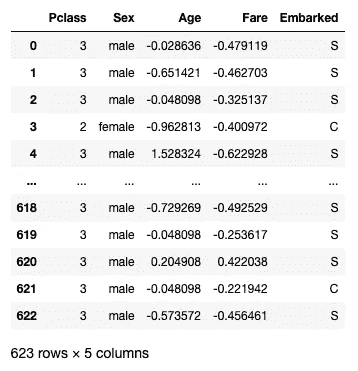 Pclass Sex Age Fare Embarked
0 3 male -0.028636 -0.479119 S
1 3 male -0.651421 -0.462703 S
2 3 male -0.048098 -0.325137 S
3 2 female -0.962813 -0.400972 C
4 3 male 1.528324 -0.622928 S
... ... ... ... ... ...
618 3 male -0.729269 -0.492529 S
619 3 male -0.048098 -0.253617 S
620 3 male 0.204908 0.422038 S
621 3 male -0.048098 -0.221942 C
622 3 male -0.573572 -0.456461 S
623 rows × 5 columns